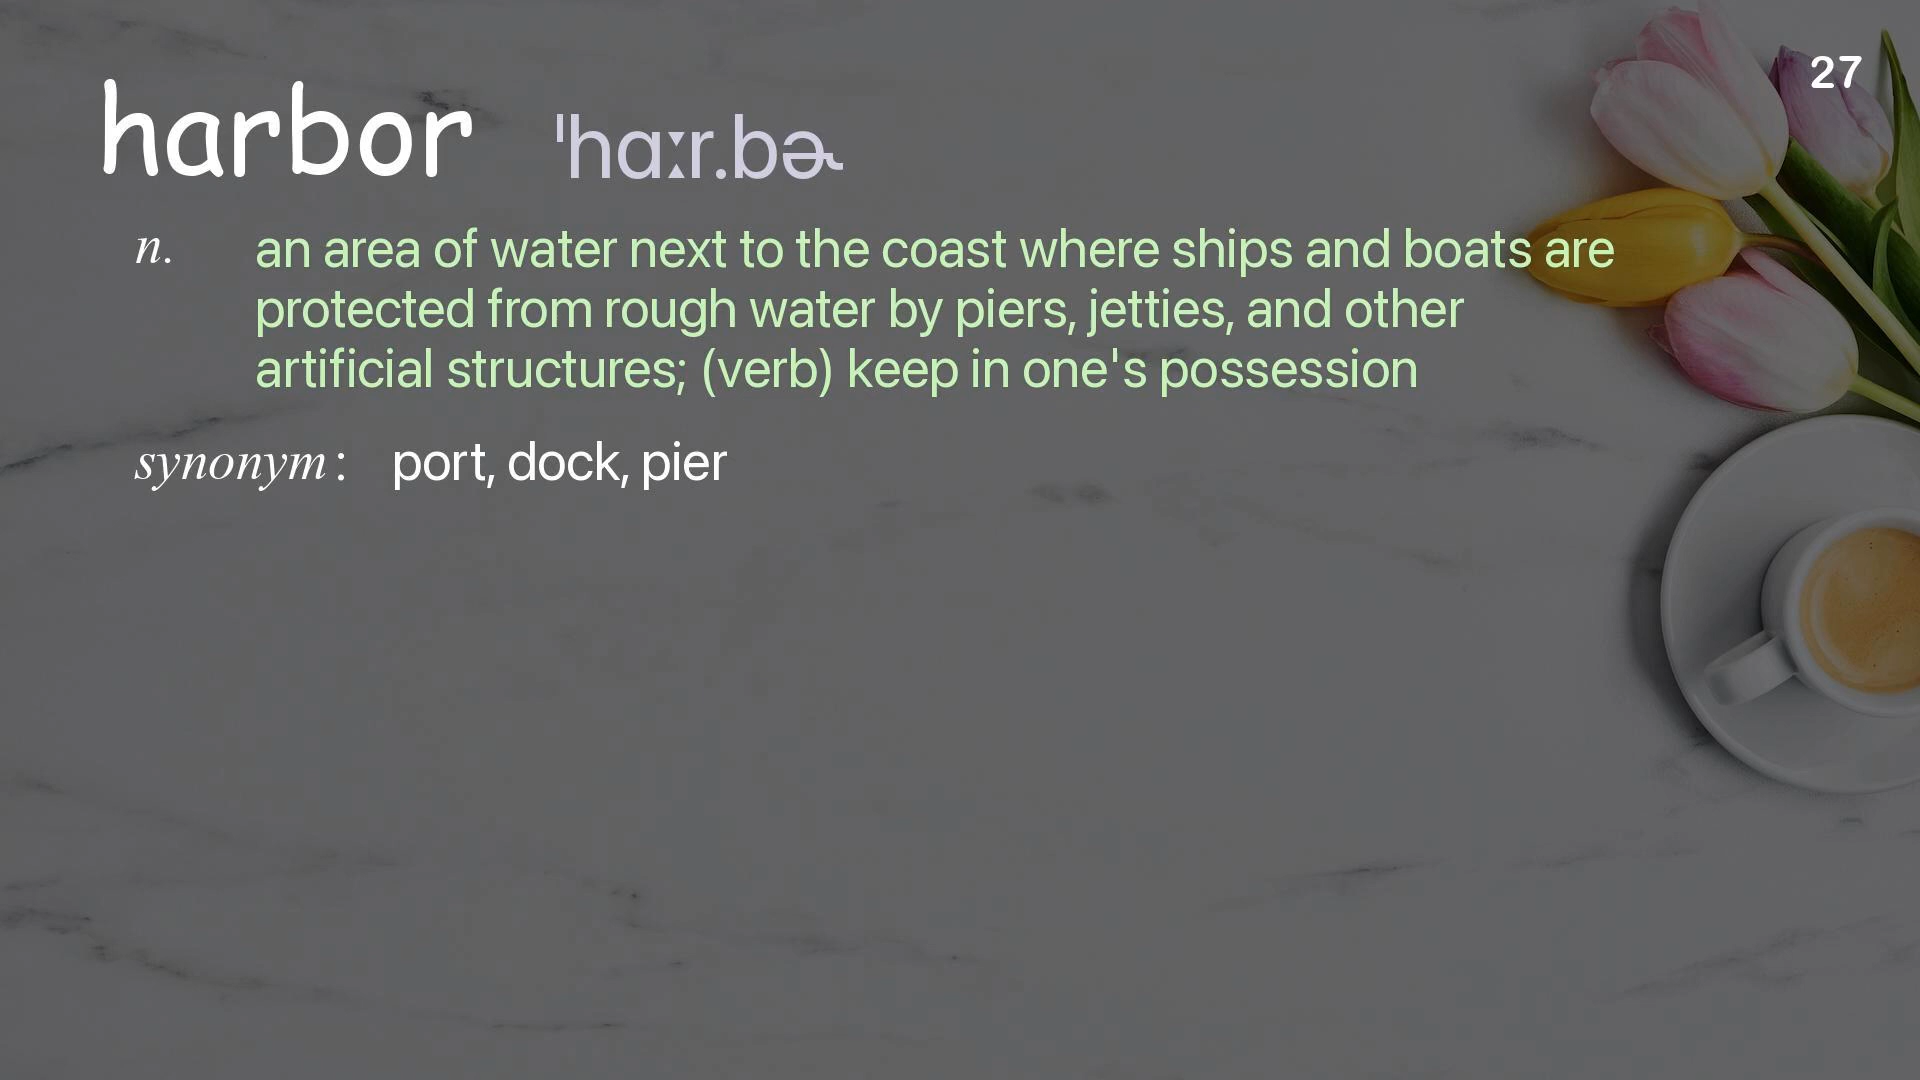 27
harbor ˈhɑːr.bɚ
n. an area of water next to the coast where ships and boats are
protected from rough water by piers, jetties, and other
artificial structures; (verb) keep in one's possession
synonym: port, dock, pier